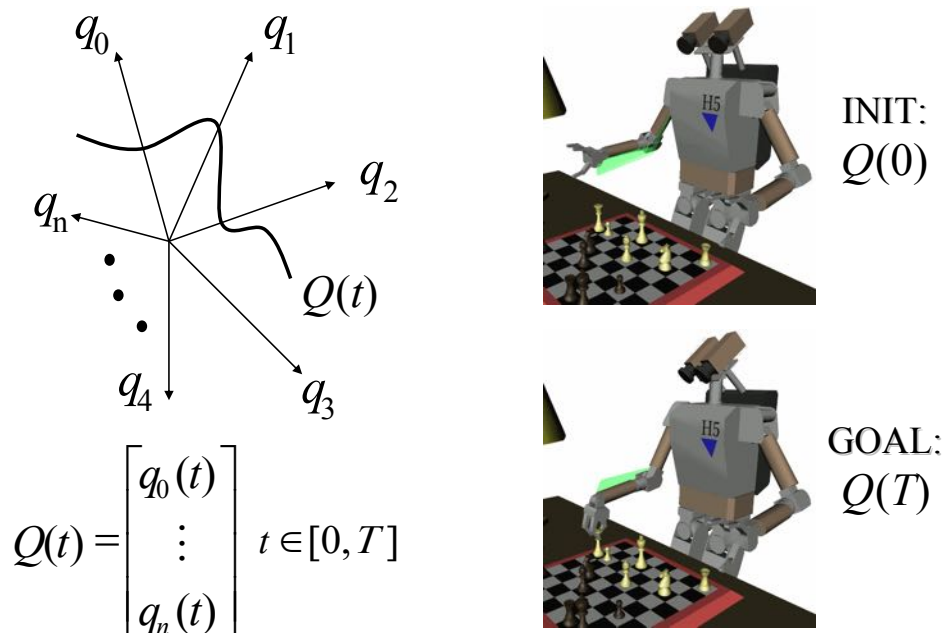 q₀
q₁
q₂
qₙ
Q(t)
q₄
q₃
Q(t) = [ q₀(t) ⋮ qₙ(t) ] t ∈ [0, T]
H5
INIT:
Q(0)
H5
GOAL:
Q(T)